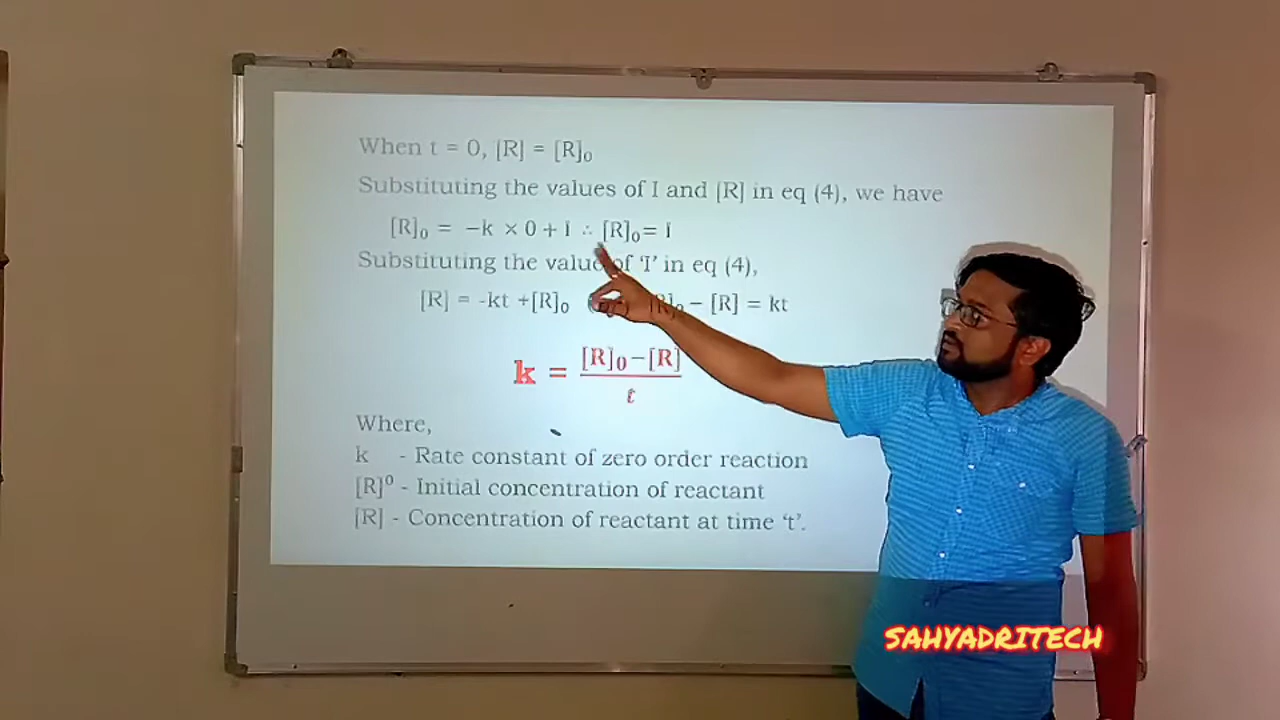 When t = 0, [R] = [R]₀
Substituting the values of I and [R] in eq (4), we have
[R]₀ = −k × 0 + I ∴ [R]₀ = I
Substituting the value of ‘I’ in eq (4),
[R] = -kt +[R]₀ [R]₀ − [R] = kt
k = [R]₀−[R]
t
Where,
k - Rate constant of zero order reaction
[R]⁰ - Initial concentration of reactant
[R] - Concentration of reactant at time ‘t’.
SAHYADRITECH